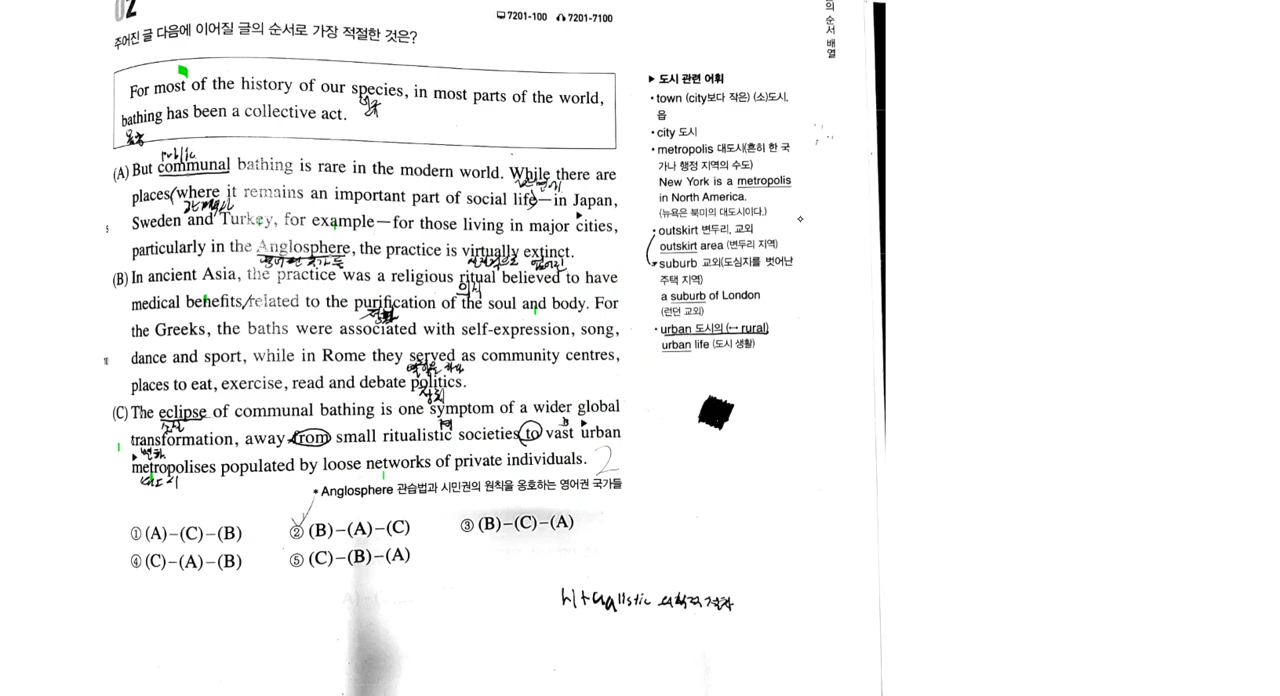 02
7201-100 7201-7100
주어진 글 다음에 이어질 글의 순서로 가장 적절한 것은?
For most of the history of our species, in most parts of the world,
bathing has been a collective act.
public
(A) But communal bathing is rare in the modern world. While there are
places(where it remains an important part of social life)—in Japan,
Sweden and Turkey, for example—for those living in major cities,
5
particularly in the Anglosphere, the practice is virtually extinct.
(B) In ancient Asia, the practice was a religious ritual believed to have
의식
medical benefits/related to the purification of the soul and body. For
the Greeks, the baths were associated with self-expression, song,
10
dance and sport, while in Rome they served as community centres,
places to eat, exercise, read and debate politics.
(C) The eclipse of communal bathing is one symptom of a wider global
transformation, away from small ritualistic societies to vast urban
변화
metropolises populated by loose networks of private individuals.
2
* Anglosphere 관습법과 시민권의 원칙을 옹호하는 영어권 국가들
① (A)-(C)-(B)
② (B)-(A)-(C)
③ (B)-(C)-(A)
④ (C)-(A)-(B)
⑤ (C)-(B)-(A)
ritualistic
의 순서 배열
▶ 도시 관련 어휘
• town (city보다 작은) (소)도시,
읍
• city 도시
• metropolis 대도시(흔히 한 국
가나 행정 지역의 수도)
New York is a metropolis
in North America.
(뉴욕은 북미의 대도시이다.)
• outskirt 변두리, 교외
outskirt area (변두리 지역)
• suburb 교외(도심지를 벗어난
주택 지역)
a suburb of London
(런던 교외)
• urban 도시의 (↔ rural)
urban life (도시 생활)